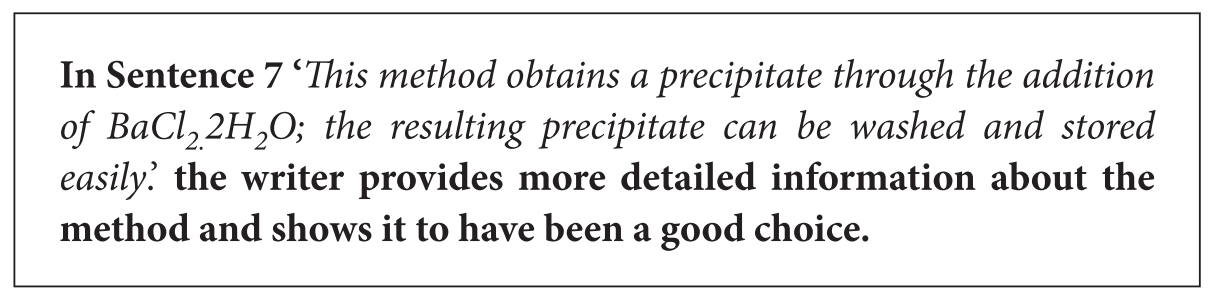 In Sentence 7 ‘This method obtains a precipitate through the addition
of BaCl₂.2H₂O; the resulting precipitate can be washed and stored
easily.’ the writer provides more detailed information about the
method and shows it to have been a good choice.